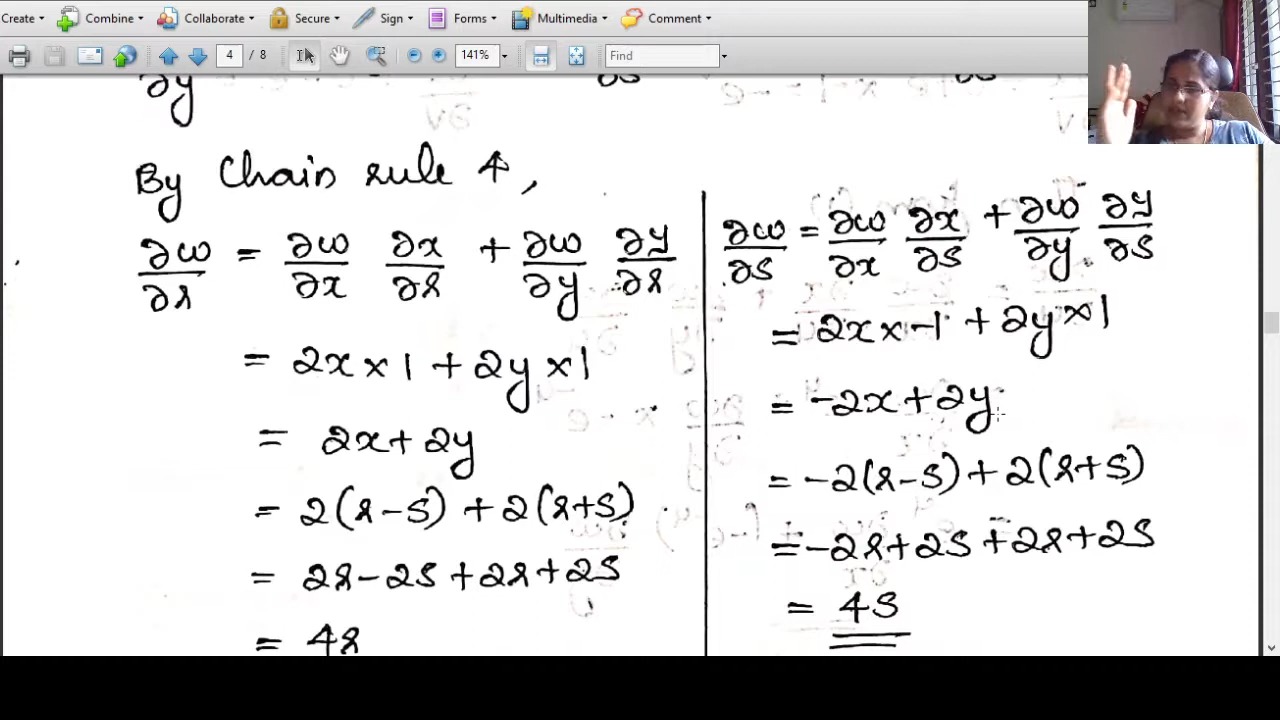 Create Combine Collaborate Secure Sign Forms Multimedia Comment
4 / 8 141% Find
∂y ∂s
By Chain rule 4,
∂w/∂r = ∂w/∂x ∂x/∂r + ∂w/∂y ∂y/∂r
= 2x × 1 + 2y × 1
= 2x + 2y
= 2(r-s) + 2(r+s)
= 2r - 2s + 2r + 2s
= 4r
∂w/∂s = ∂w/∂x ∂x/∂s + ∂w/∂y ∂y/∂s
= 2x × -1 + 2y × 1
= -2x + 2y
= -2(r-s) + 2(r+s)
= -2r + 2s + 2r + 2s
= 4s